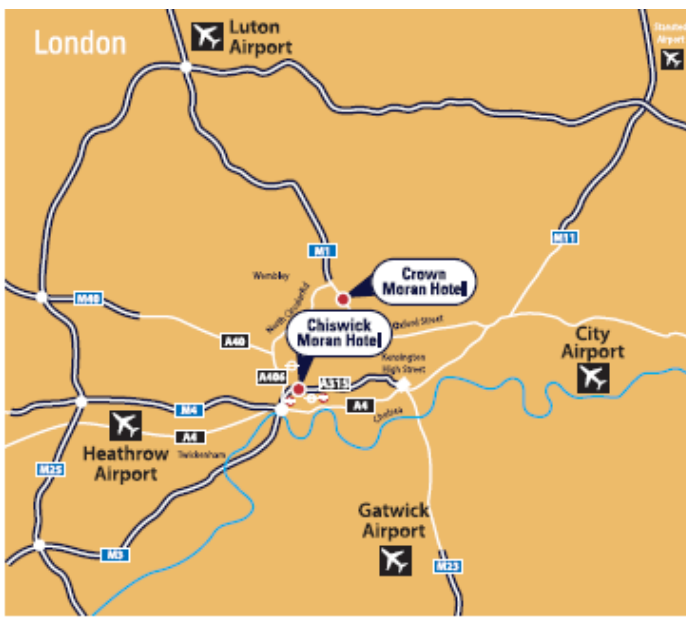 London
Luton
Airport
Stansted
Airport
M11
M1
Wembley
North Circular Rd
Crown
Moran Hotel
M40
Chiswick
Moran Hotel
Oxford Street
A40
City
Airport
Kensington
High Street
A406
A315
M4
A4
Chelsea
Heathrow
Airport
A4
Twickenham
M25
Gatwick
Airport
M3
M23